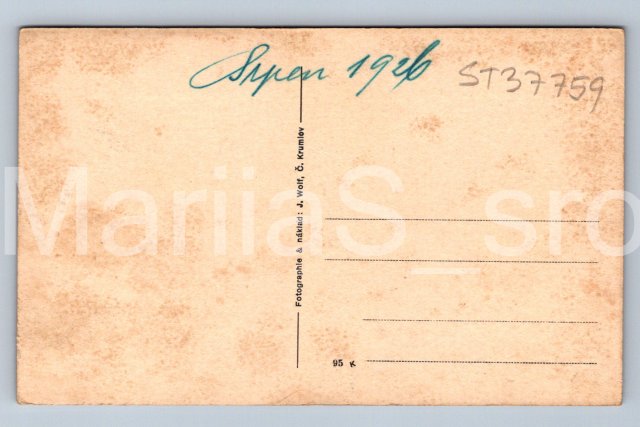 Srpen 1926
ST37759
Fotographie & náklad: J. Wolf, Č. Krumlov
95
MariiaS_sro